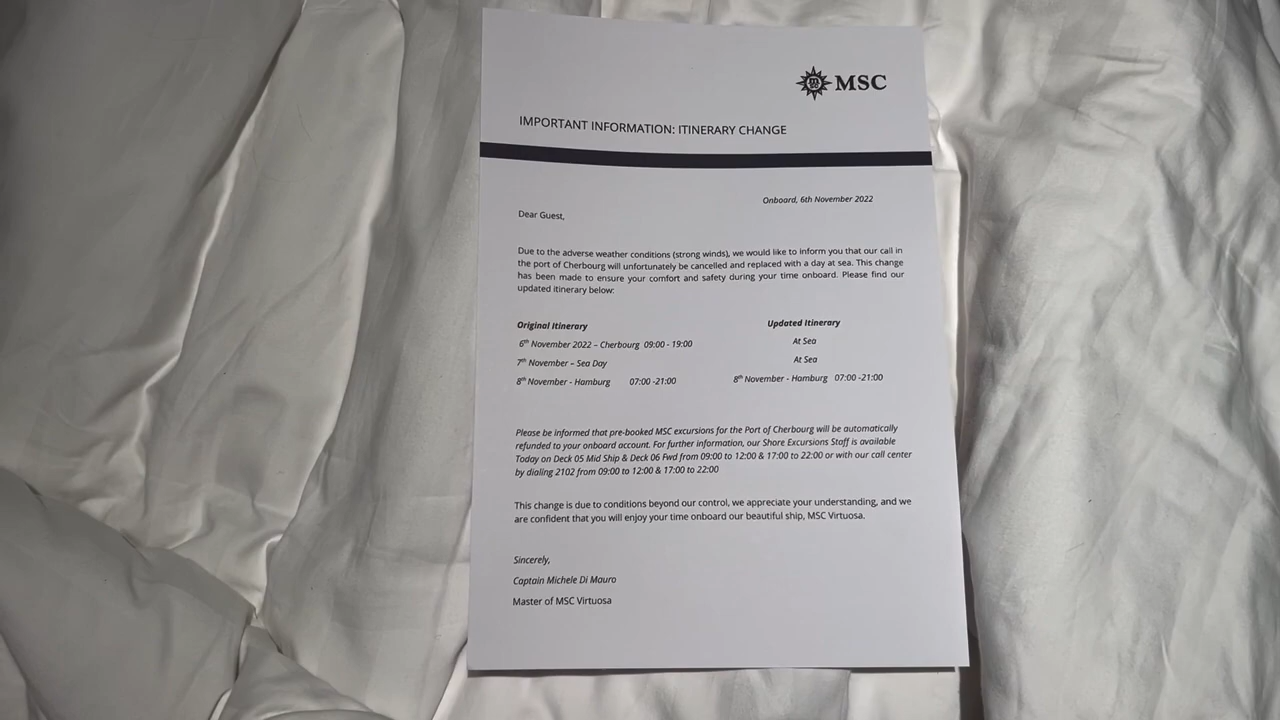 MSC
IMPORTANT INFORMATION: ITINERARY CHANGE
Onboard, 6th November 2022
Dear Guest,
Due to the adverse weather conditions (strong winds), we would like to inform you that our call in
the port of Cherbourg will unfortunately be cancelled and replaced with a day at sea. This change
has been made to ensure your comfort and safety during your time onboard. Please find our
updated itinerary below:
Original Itinerary
6th November 2022 – Cherbourg 09:00 - 19:00
7th November – Sea Day
8th November - Hamburg 07:00 -21:00
Updated Itinerary
At Sea
At Sea
8th November - Hamburg 07:00 -21:00
Please be informed that pre-booked MSC excursions for the Port of Cherbourg will be automatically
refunded to your onboard account. For further information, our Shore Excursions Staff is available
Today on Deck 05 Mid Ship & Deck 06 Fwd from 09:00 to 12:00 & 17:00 to 22:00 or with our call center
by dialing 2102 from 09:00 to 12:00 & 17:00 to 22:00
This change is due to conditions beyond our control, we appreciate your understanding, and we
are confident that you will enjoy your time onboard our beautiful ship, MSC Virtuosa.
Sincerely,
Captain Michele Di Mauro
Master of MSC Virtuosa